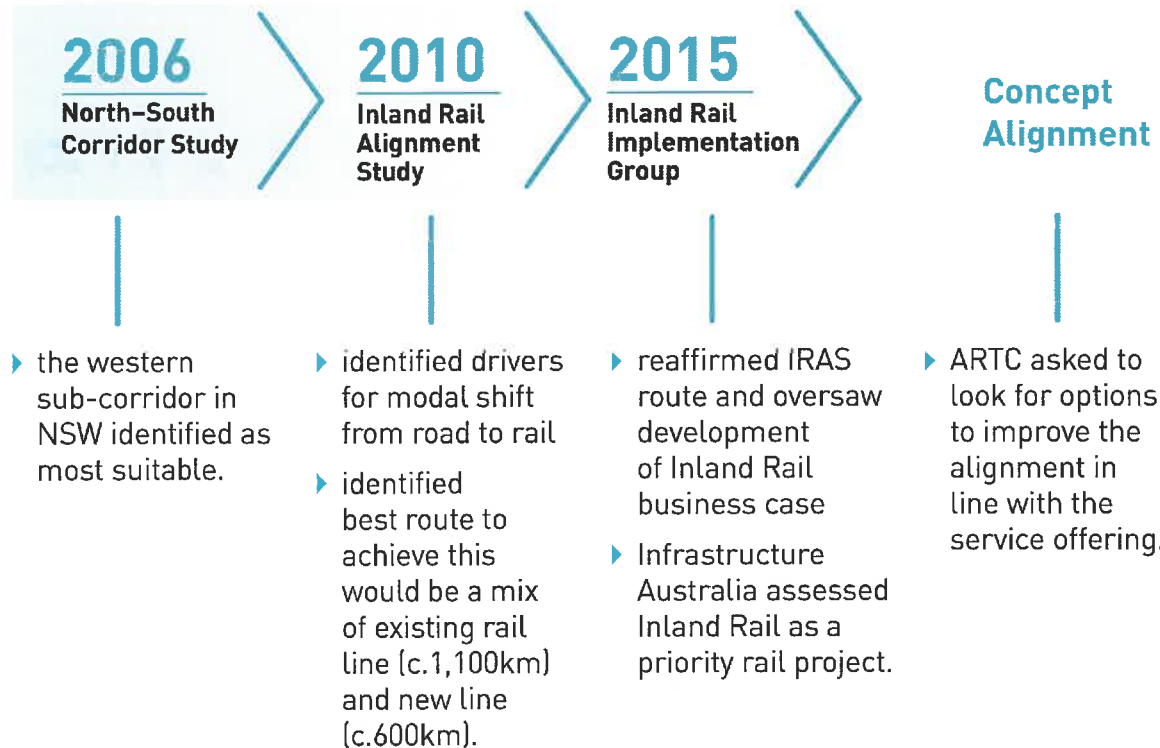 2006
North–South
Corridor Study
▸ the western
sub-corridor in
NSW identified as
most suitable.
2010
Inland Rail
Alignment
Study
▸ identified drivers
for modal shift
from road to rail
▸ identified
best route to
achieve this
would be a mix
of existing rail
line (c.1,100km)
and new line
(c.600km).
2015
Inland Rail
Implementation
Group
▸ reaffirmed IRAS
route and oversaw
development
of Inland Rail
business case
▸ Infrastructure
Australia assessed
Inland Rail as a
priority rail project.
Concept
Alignment
▸ ARTC asked to
look for options
to improve the
alignment in
line with the
service offering.